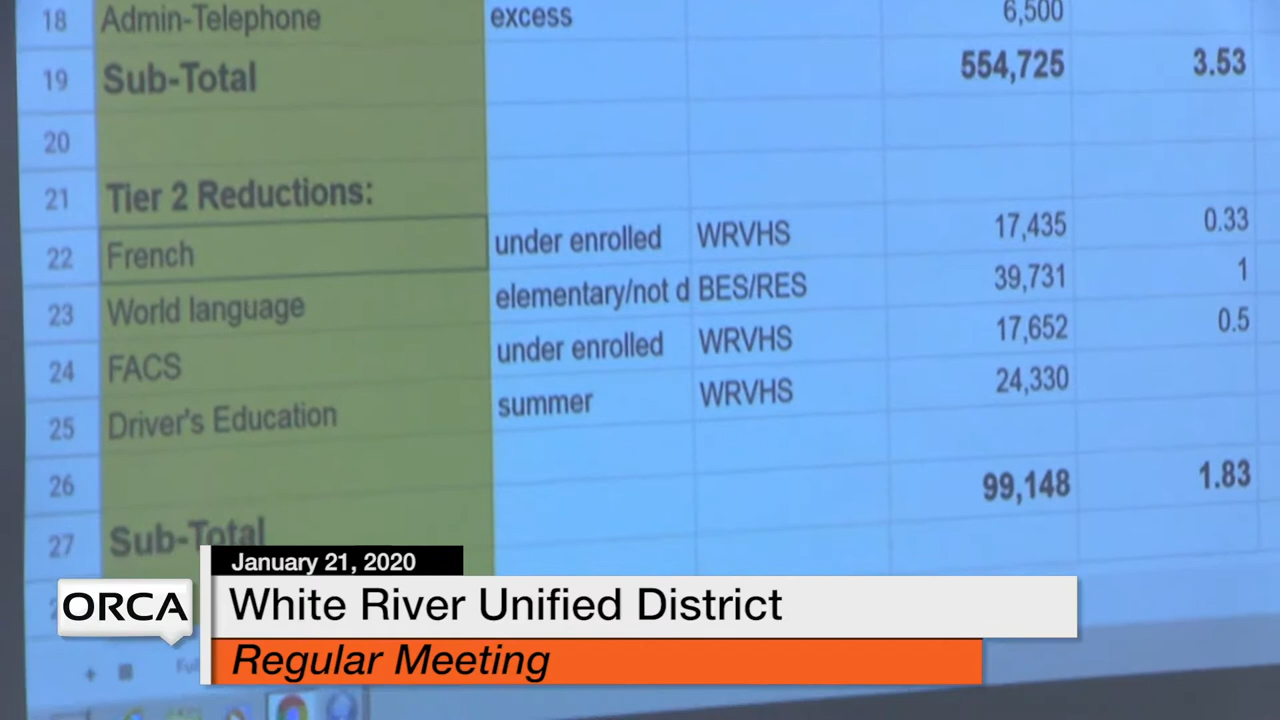 18 Admin-Telephone excess 6,500
19 Sub-Total 554,725 3.53
20
21 Tier 2 Reductions:
22 French under enrolled WRVHS 17,435 0.33
23 World language elementary/not d BES/RES 39,731 1
24 FACS under enrolled WRVHS 17,652 0.5
25 Driver's Education summer WRVHS 24,330
26
27 Sub-Total 99,148 1.83
January 21, 2020
ORCA
White River Unified District
Regular Meeting